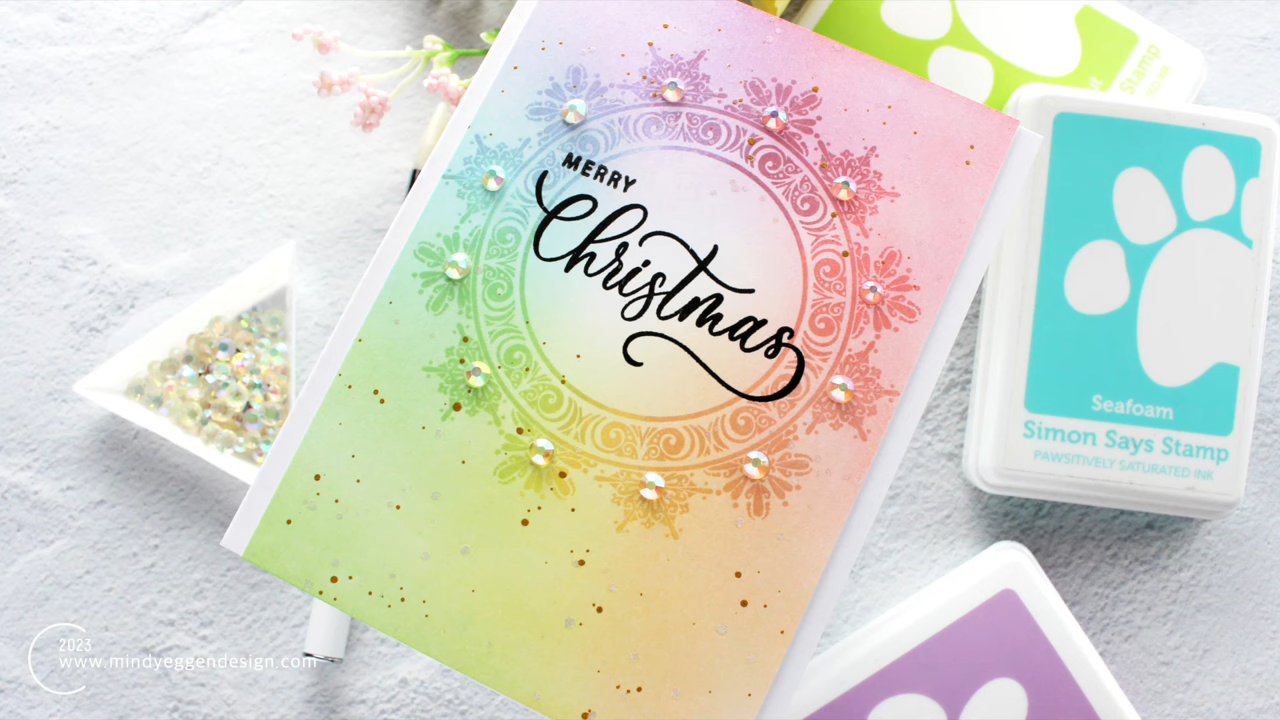 MERRY
Christmas
Stamp
Seafoam
Simon Says Stamp
PAWSITIVELY SATURATED INK
2023
www.mindyeggendesign.com